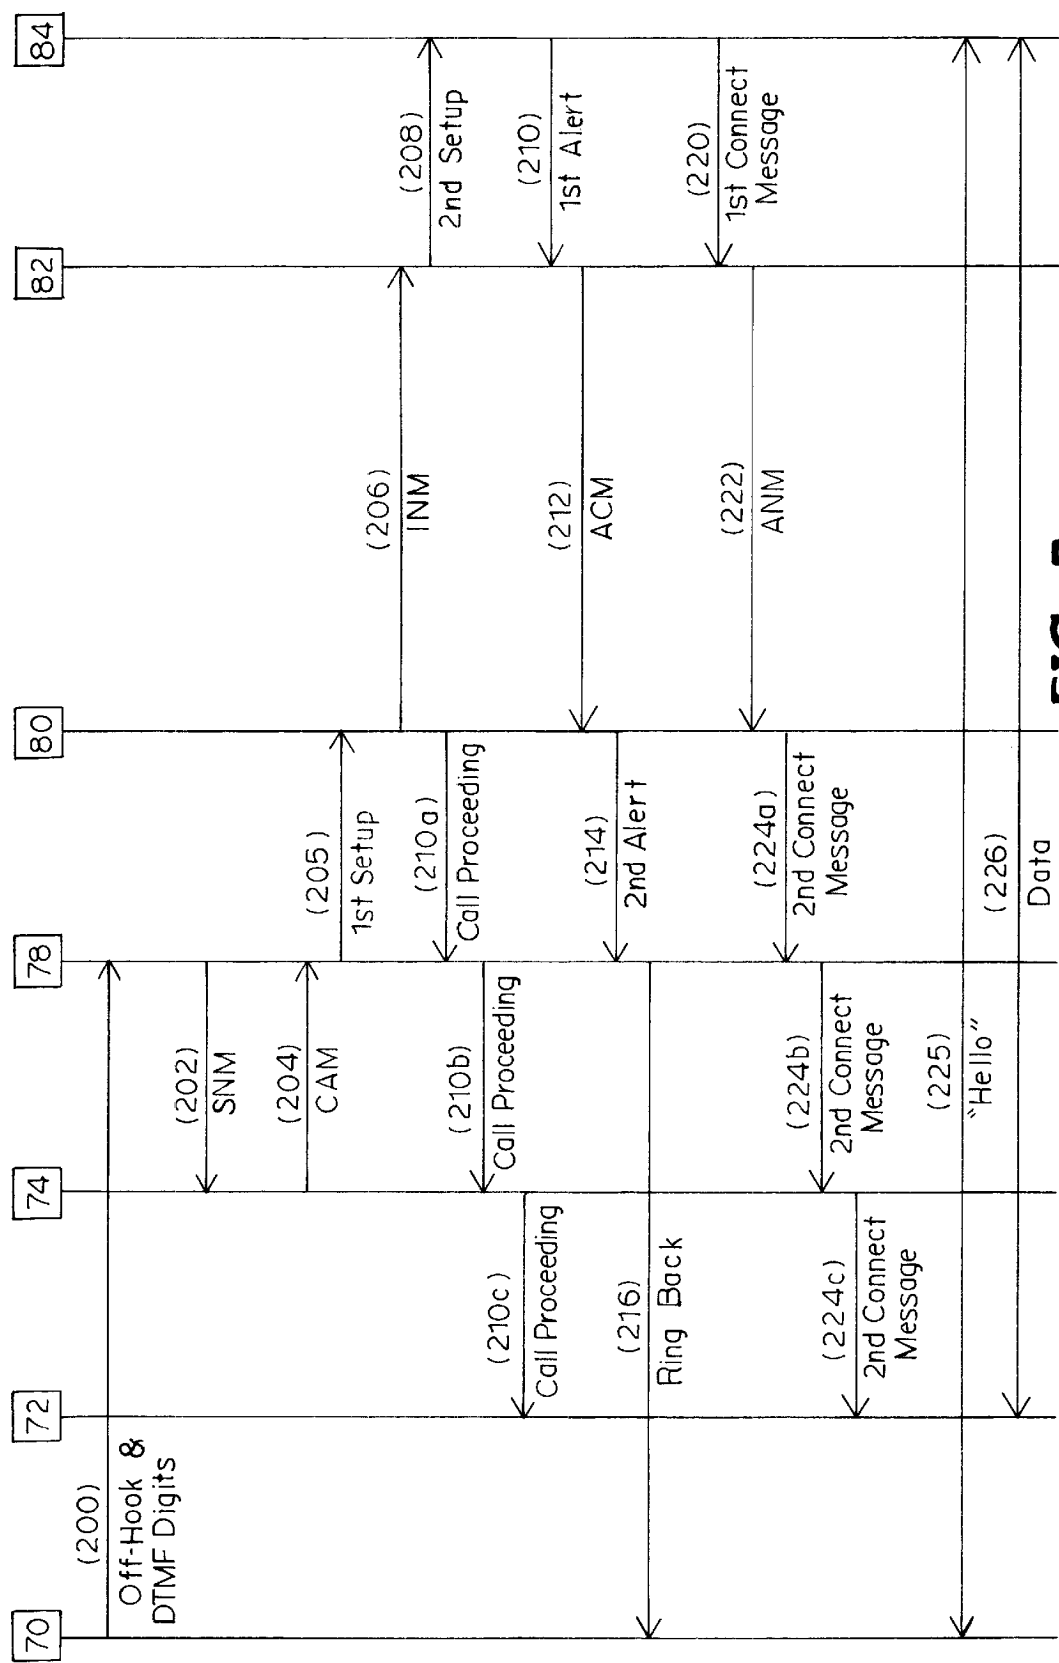 70
72
74
78
80
82
84
(200)
Off-Hook &
DTMF Digits
(202)
SNM
(204)
CAM
(205)
1st Setup
(206)
INM
(208)
2nd Setup
(210a)
Call Proceeding
(210b)
Call Proceeding
(210c)
Call Proceeding
(210)
1st Alert
(212)
ACM
(214)
2nd Alert
(216)
Ring Back
(220)
1st Connect
Message
(222)
ANM
(224a)
2nd Connect
Message
(224b)
2nd Connect
Message
(224c)
2nd Connect
Message
(225)
"Hello"
(226)
Data